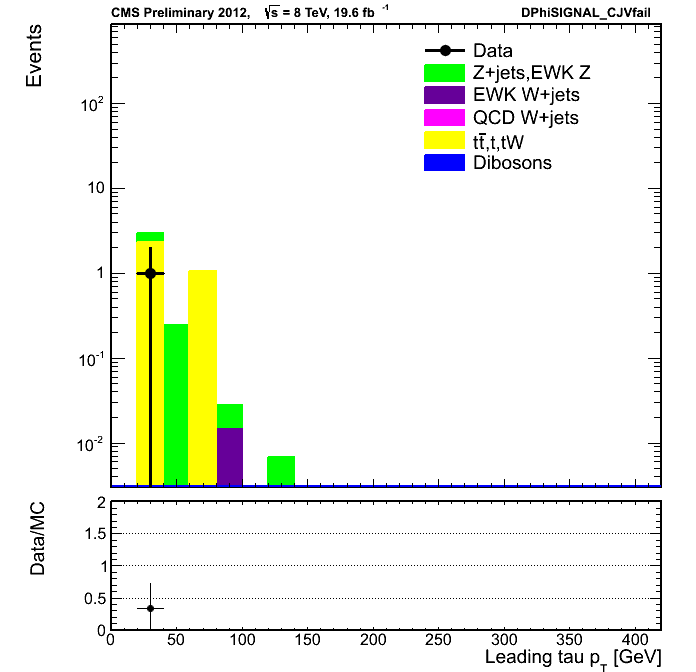 CMS Preliminary 2012, √s = 8 TeV, 19.6 fb⁻¹ DPhiSIGNAL_CJVfail
Events
Data
Z+jets,EWK Z
EWK W+jets
QCD W+jets
tt̄,t,tW
Dibosons
10²
10
1
10⁻¹
10⁻²
Data/MC
2
1.5
1
0.5
0
0 50 100 150 200 250 300 350 400
Leading tau p_T [GeV]